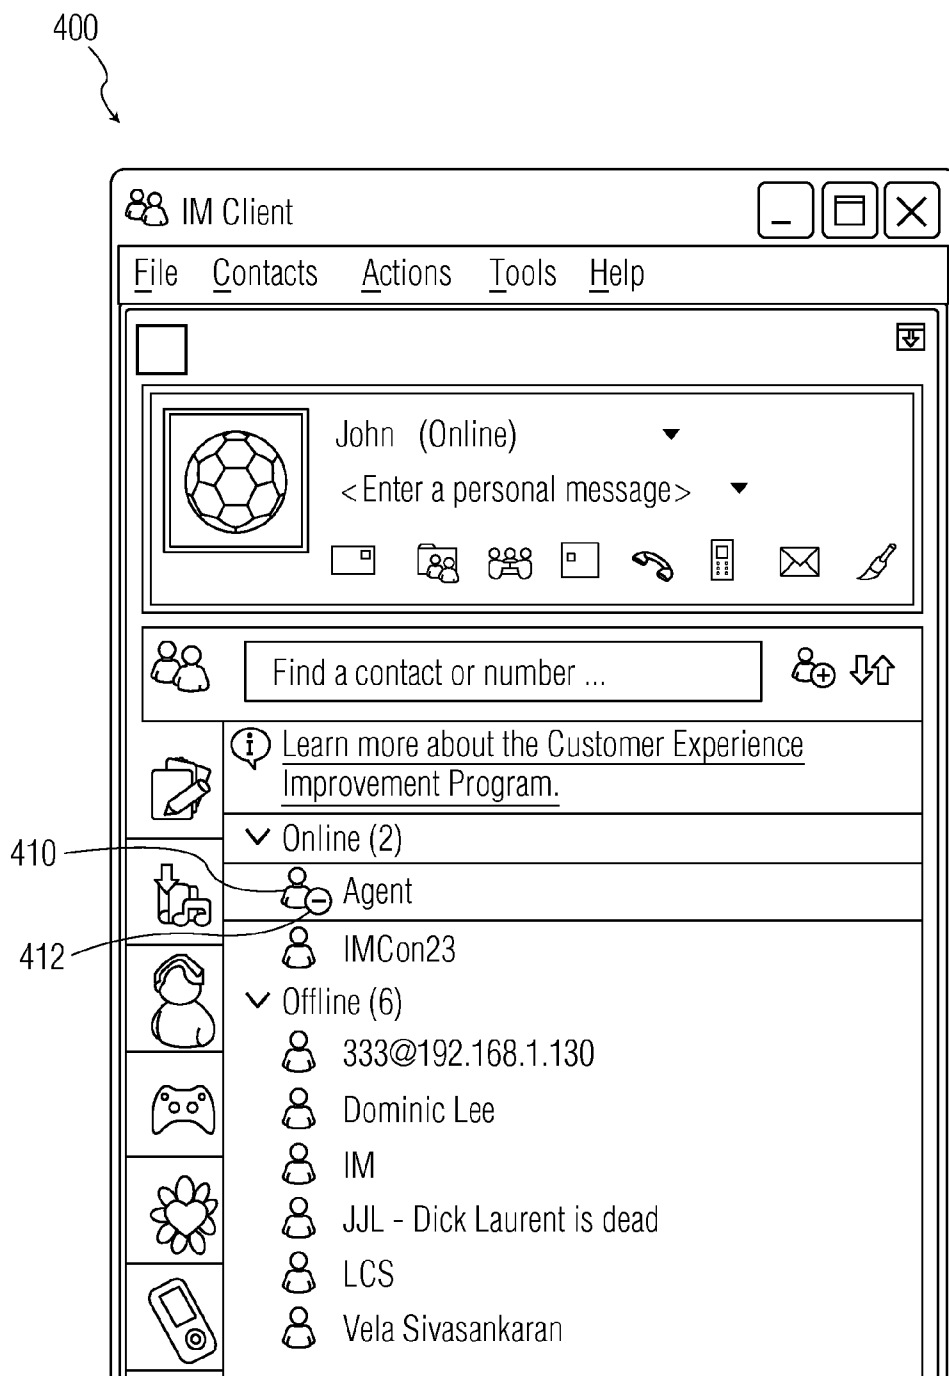 400
IM Client
File Contacts Actions Tools Help
John (Online)
<Enter a personal message>
Find a contact or number ...
Learn more about the Customer Experience
Improvement Program.
Online (2)
410
Agent
412
IMCon23
Offline (6)
333@192.168.1.130
Dominic Lee
IM
JJL - Dick Laurent is dead
LCS
Vela Sivasankaran